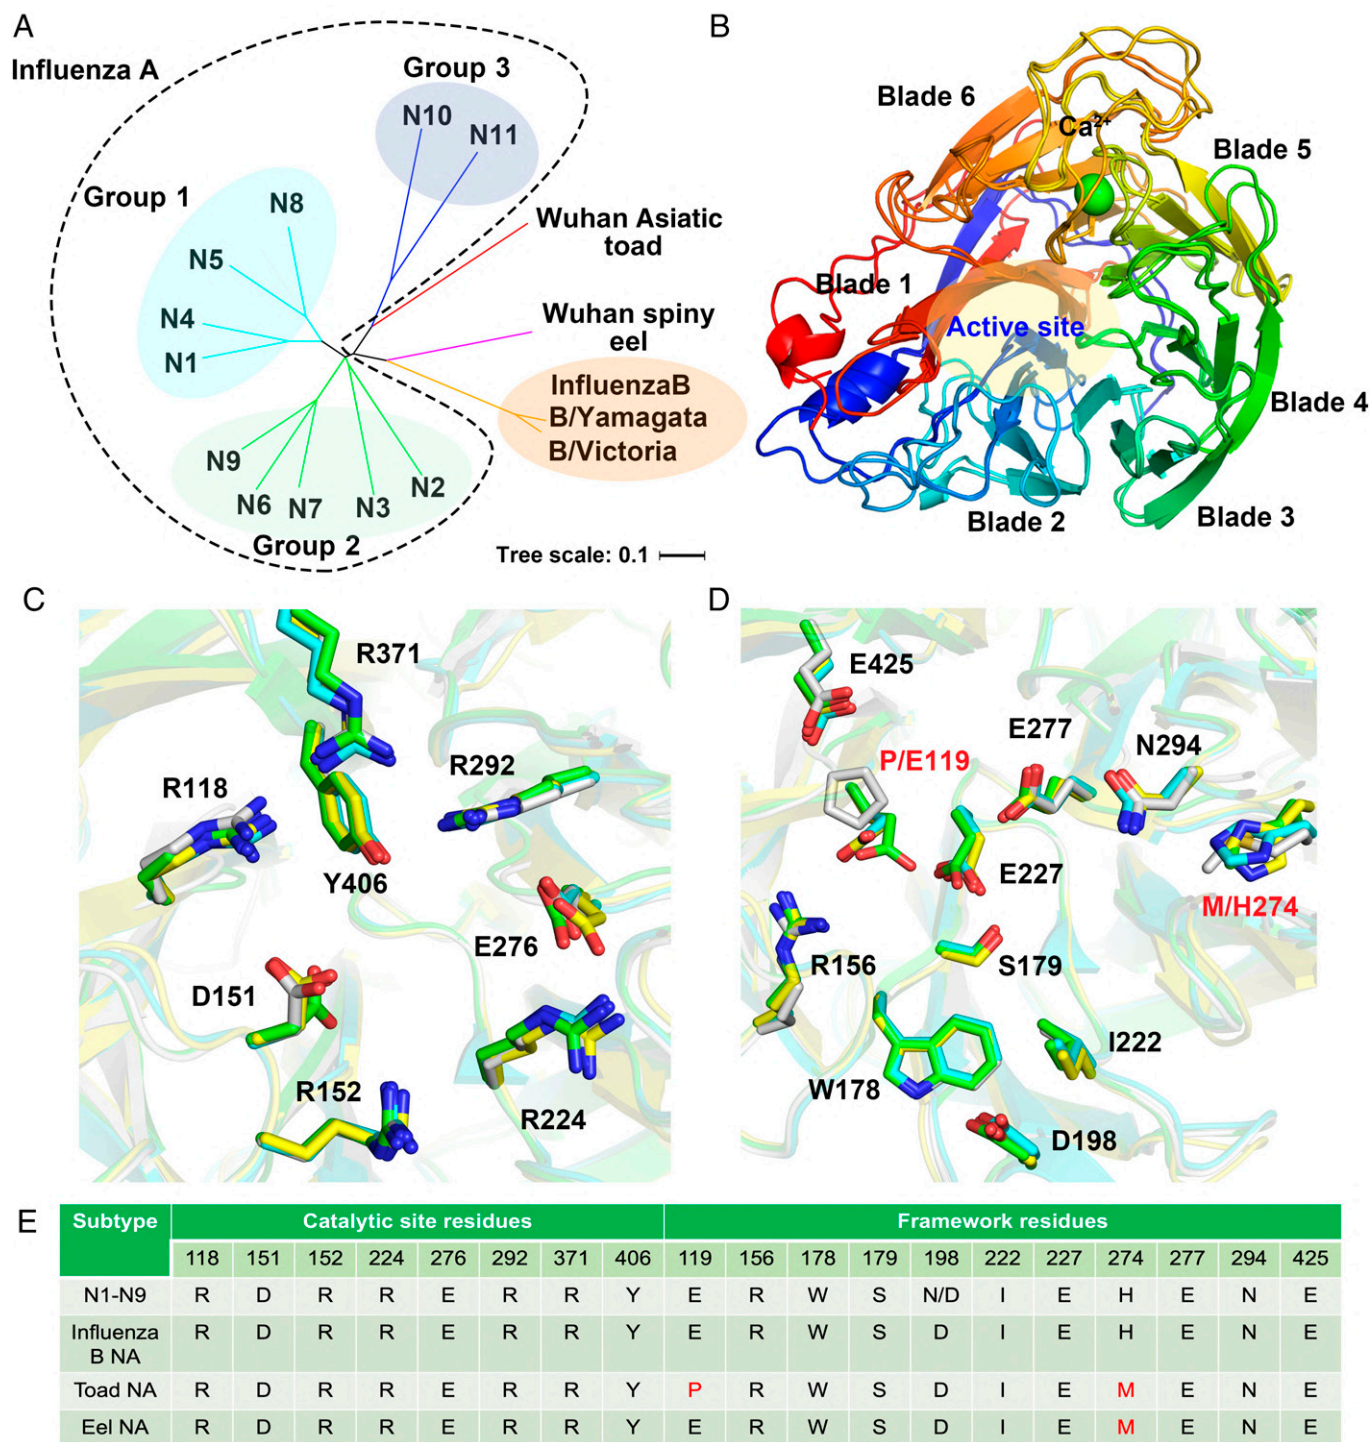 A
Influenza A
Group 3
N10
N11
Group 1
N8
N5
N4
N1
Wuhan Asiatic
toad
Wuhan spiny
eel
InfluenzaB
B/Yamagata
B/Victoria
N9
N6
N7
N3
N2
Group 2
Tree scale: 0.1
B
Blade 6
Ca2+
Blade 5
Blade 1
Active site
Blade 4
Blade 2
Blade 3
C
R371
R118
R292
Y406
E276
D151
R152
R224
D
E425
E277
P/E119
N294
E227
M/H274
R156
S179
I222
W178
D198
E
Subtype Catalytic site residues Framework residues
118 151 152 224 276 292 371 406 119 156 178 179 198 222 227 274 277 294 425
N1-N9 R D R R E R R Y E R W S N/D I E H E N E
Influenza
B NA R D R R E R R Y E R W S D I E H E N E
Toad NA R D R R E R R Y P R W S D I E M E N E
Eel NA R D R R E R R Y E R W S D I E M E N E